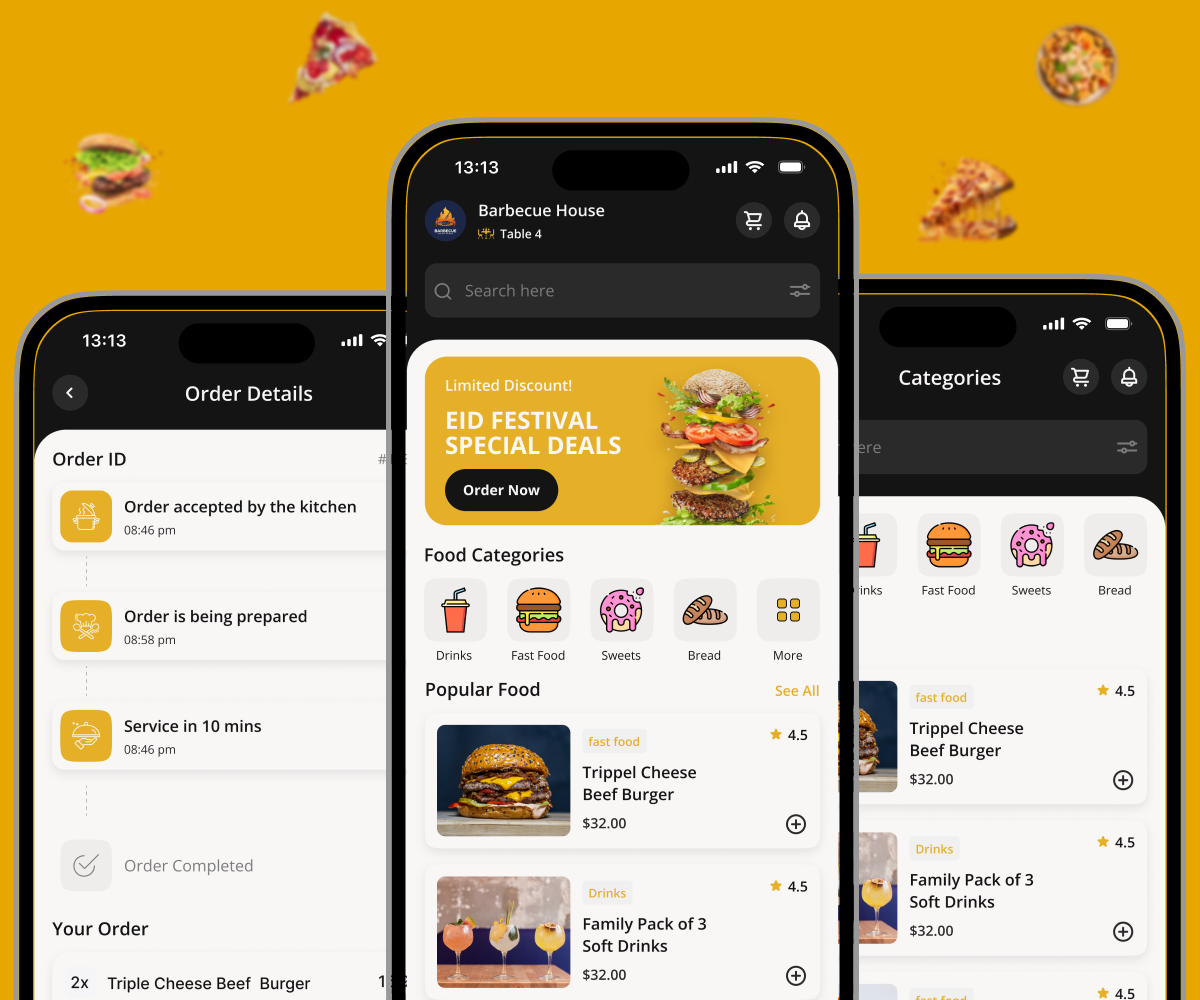 13:13
Order Details
Order ID
#
Order accepted by the kitchen
08:46 pm
Order is being prepared
08:58 pm
Service in 10 mins
08:46 pm
Order Completed
Your Order
2x Triple Cheese Beef Burger
13:13
BARBECUE
Barbecue House
Table 4
Search here
Limited Discount!
EID FESTIVAL
SPECIAL DEALS
Order Now
Food Categories
Drinks Fast Food Sweets Bread More
Popular Food See All
fast food 4.5
Trippel Cheese
Beef Burger
$32.00
Drinks 4.5
Family Pack of 3
Soft Drinks
$32.00
Categories
ere
inks Fast Food Sweets Bread
fast food 4.5
Trippel Cheese
Beef Burger
$32.00
Drinks 4.5
Family Pack of 3
Soft Drinks
$32.00
fast food 4.5